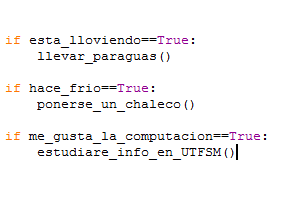 if esta_lloviendo==True:
    llevar_paraguas()
if hace_frio==True:
    ponerse_un_chaleco()
if me_gusta_la_computacion==True:
    estudiare_info_en_UTFSM()